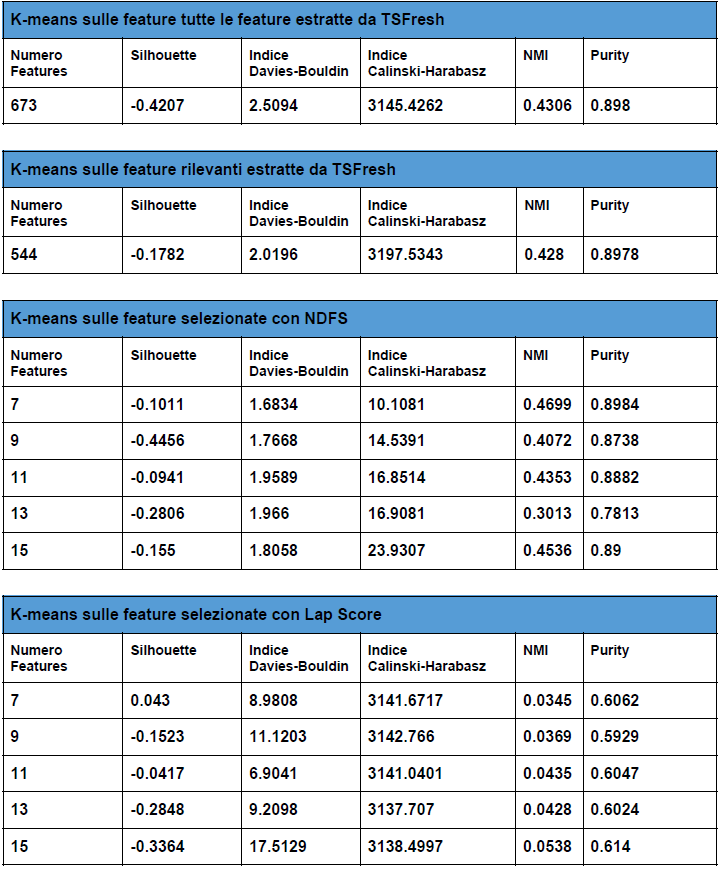 K-means sulle feature tutte le feature estratte da TSFresh
Numero Features Silhouette Indice Davies-Bouldin Indice Calinski-Harabasz NMI Purity
673 -0.4207 2.5094 3145.4262 0.4306 0.898
K-means sulle feature rilevanti estratte da TSFresh
Numero Features Silhouette Indice Davies-Bouldin Indice Calinski-Harabasz NMI Purity
544 -0.1782 2.0196 3197.5343 0.428 0.8978
K-means sulle feature selezionate con NDFS
Numero Features Silhouette Indice Davies-Bouldin Indice Calinski-Harabasz NMI Purity
7 -0.1011 1.6834 10.1081 0.4699 0.8984
9 -0.4456 1.7668 14.5391 0.4072 0.8738
11 -0.0941 1.9589 16.8514 0.4353 0.8882
13 -0.2806 1.966 16.9081 0.3013 0.7813
15 -0.155 1.8058 23.9307 0.4536 0.89
K-means sulle feature selezionate con Lap Score
Numero Features Silhouette Indice Davies-Bouldin Indice Calinski-Harabasz NMI Purity
7 0.043 8.9808 3141.6717 0.0345 0.6062
9 -0.1523 11.1203 3142.766 0.0369 0.5929
11 -0.0417 6.9041 3141.0401 0.0435 0.6047
13 -0.2848 9.2098 3137.707 0.0428 0.6024
15 -0.3364 17.5129 3138.4997 0.0538 0.614